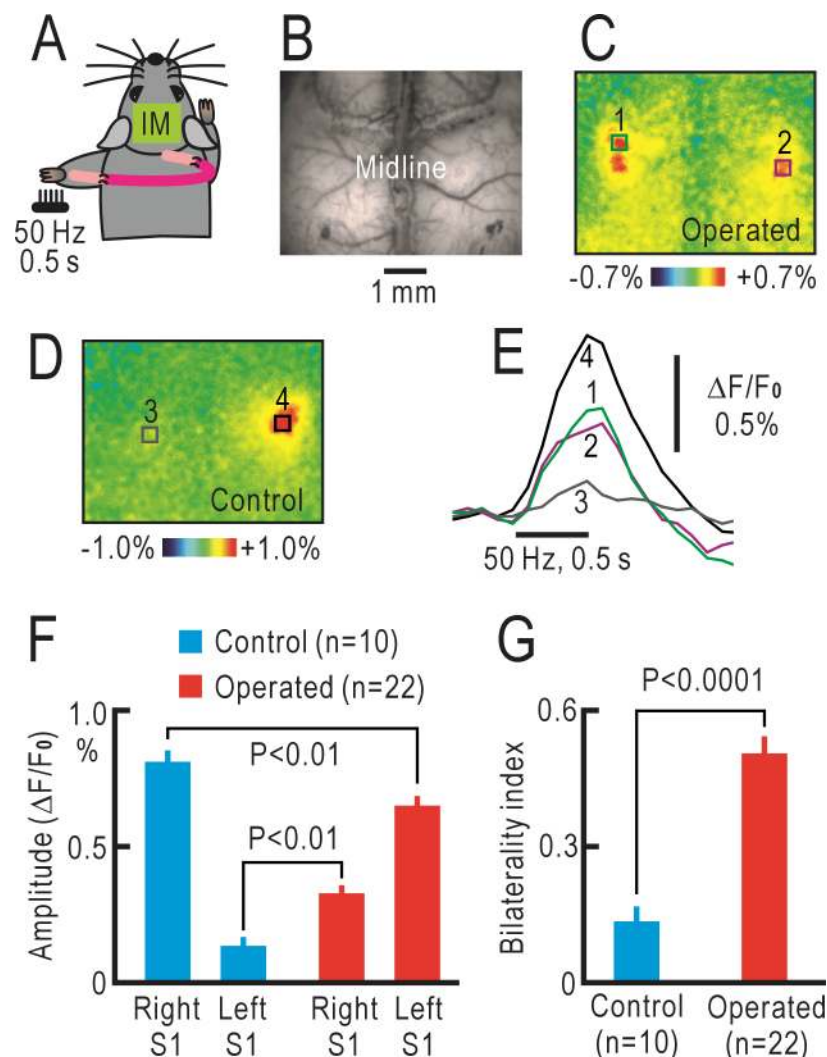 A
IM
50 Hz
0.5 s
B
Midline
1 mm
C
1
2
Operated
-0.7%
+0.7%
D
3
4
Control
-1.0%
+1.0%
E
4
1
2
3
ΔF/F0
0.5%
50 Hz, 0.5 s
F
Control (n=10)
Operated (n=22)
1.0
%
0.5
0
Amplitude (ΔF/F0)
P<0.01
P<0.01
Right
S1
Left
S1
Right
S1
Left
S1
G
P<0.0001
0.6
0.3
0
Bilaterality index
Control
(n=10)
Operated
(n=22)